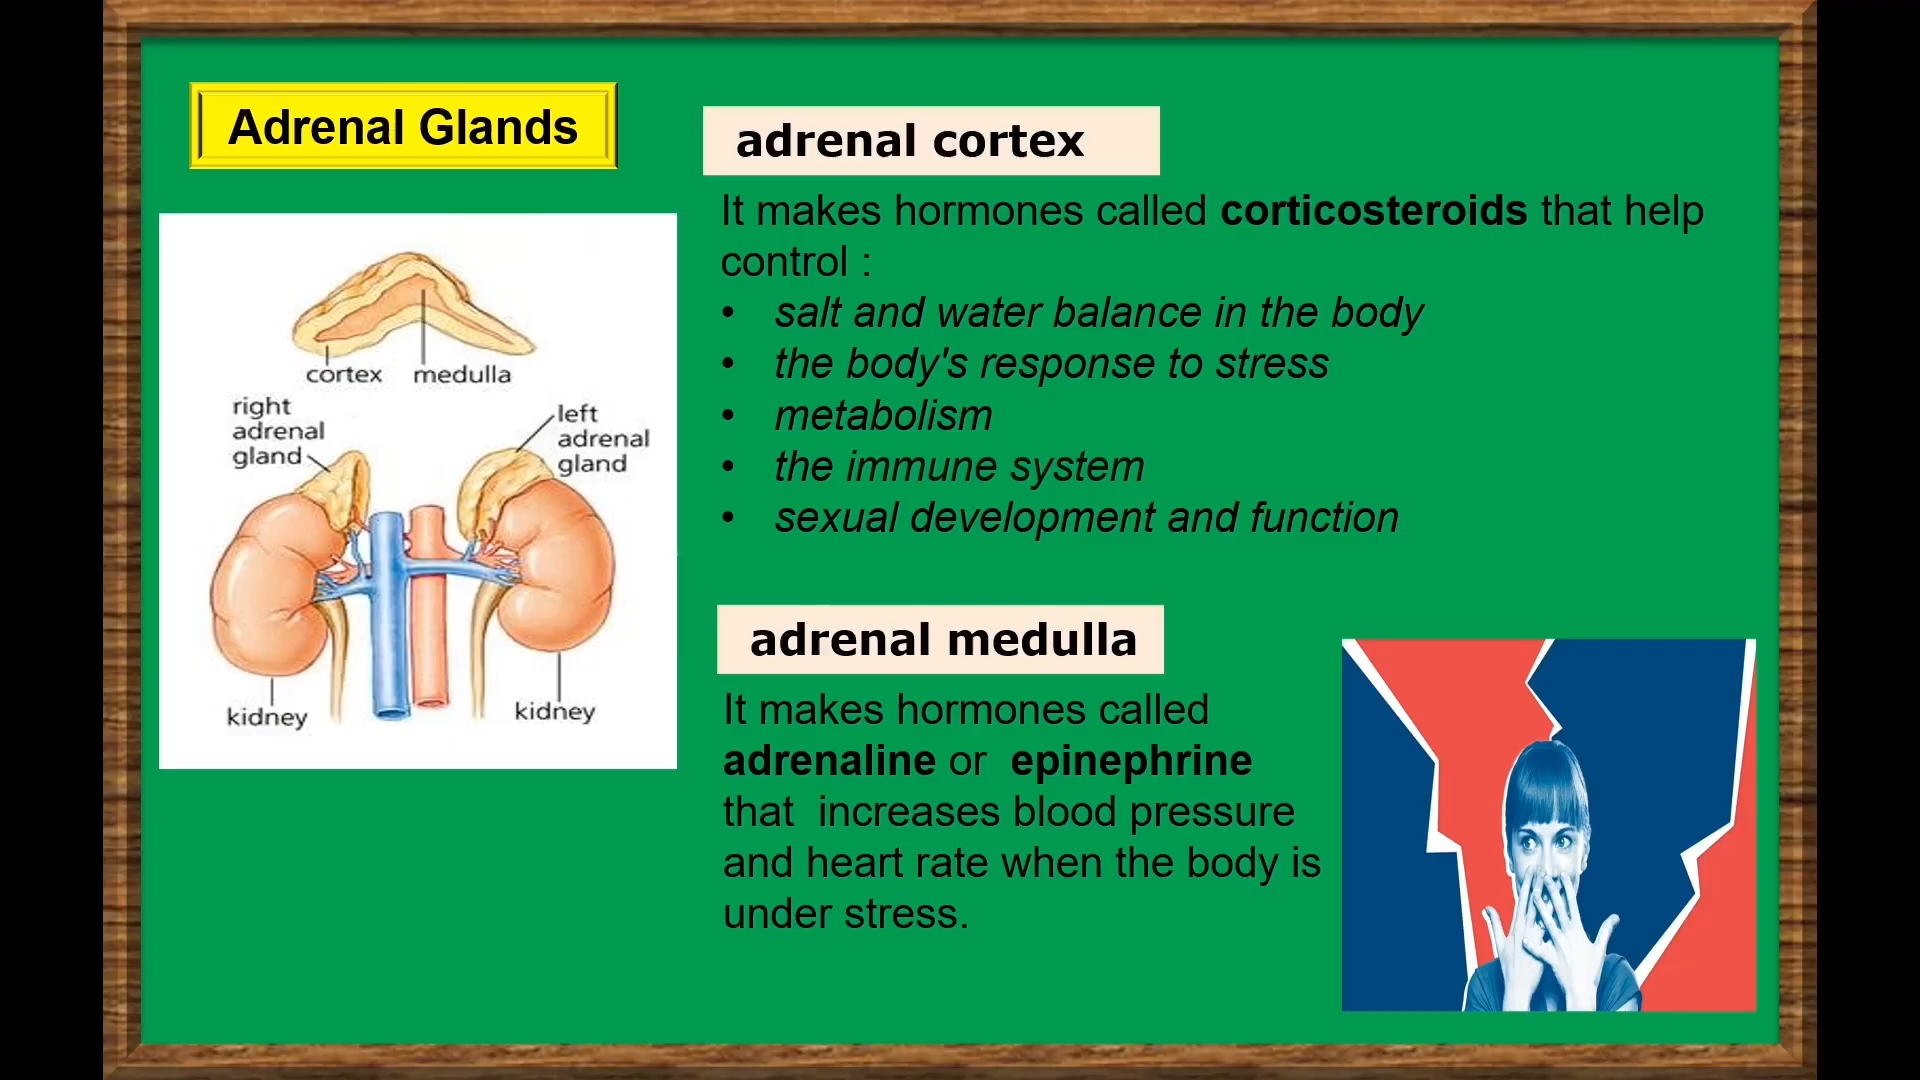 Adrenal Glands
cortex medulla
right
adrenal
gland
left
adrenal
gland
kidney
kidney
adrenal cortex
It makes hormones called corticosteroids that help
control :
• salt and water balance in the body
• the body's response to stress
• metabolism
• the immune system
• sexual development and function
adrenal medulla
It makes hormones called
adrenaline or epinephrine
that increases blood pressure
and heart rate when the body is
under stress.